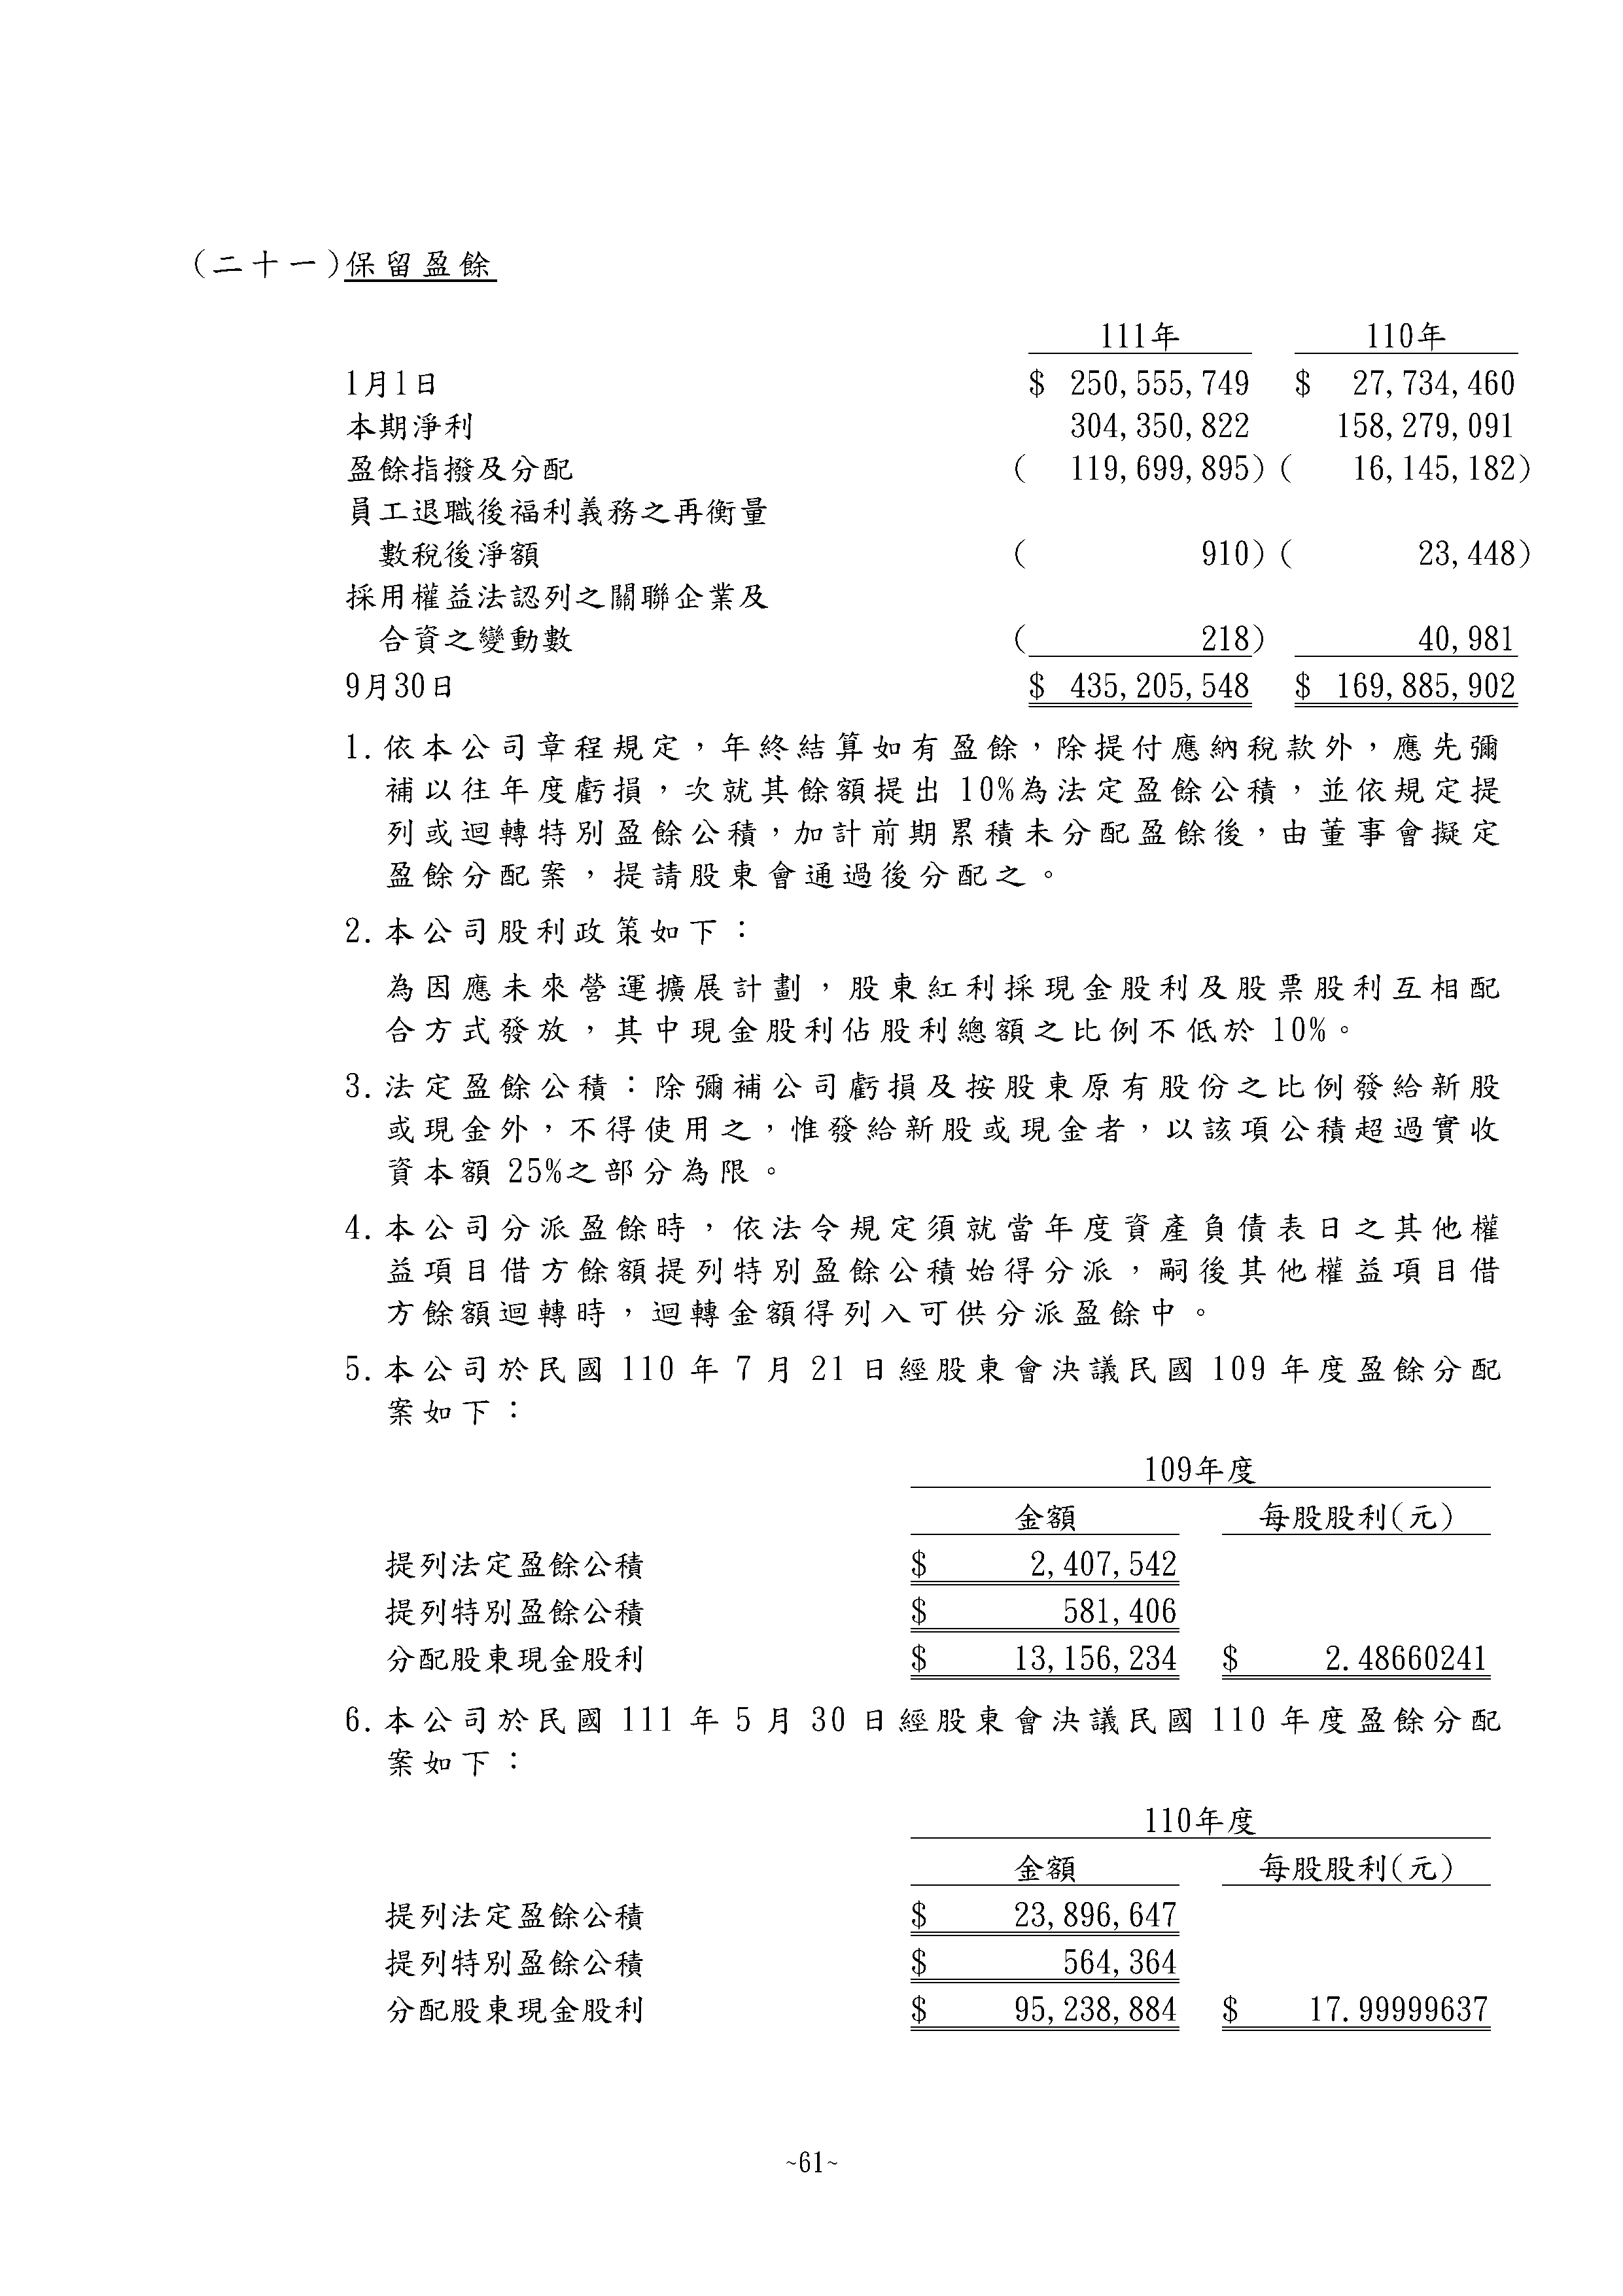 (二十一)保留盈餘
111年 110年
1月1日 $ 250,555,749 $ 27,734,460
本期淨利 304,350,822 158,279,091
盈餘指撥及分配 ( 119,699,895) ( 16,145,182)
員工退職後福利義務之再衡量
數稅後淨額 ( 910) ( 23,448)
採用權益法認列之關聯企業及
合資之變動數 ( 218) 40,981
9月30日 $ 435,205,548 $ 169,885,902
1.依本公司章程規定，年終結算如有盈餘，除提付應納稅款外，應先彌
補以往年度虧損，次就其餘額提出 10%為法定盈餘公積，並依規定提
列或迴轉特別盈餘公積，加計前期累積未分配盈餘後，由董事會擬定
盈餘分配案，提請股東會通過後分配之。
2.本公司股利政策如下：
為因應未來營運擴展計劃，股東紅利採現金股利及股票股利互相配
合方式發放，其中現金股利佔股利總額之比例不低於 10%。
3.法定盈餘公積：除彌補公司虧損及按股東原有股份之比例發給新股
或現金外，不得使用之，惟發給新股或現金者，以該項公積超過實收
資本額 25%之部分為限。
4.本公司分派盈餘時，依法令規定須就當年度資產負債表日之其他權
益項目借方餘額提列特別盈餘公積始得分派，嗣後其他權益項目借
方餘額迴轉時，迴轉金額得列入可供分派盈餘中。
5.本公司於民國 110 年 7 月 21 日經股東會決議民國 109 年度盈餘分配
案如下：
109年度
金額 每股股利(元)
提列法定盈餘公積 $ 2,407,542
提列特別盈餘公積 $ 581,406
分配股東現金股利 $ 13,156,234 $ 2.48660241
6.本公司於民國 111 年 5 月 30 日經股東會決議民國 110 年度盈餘分配
案如下：
110年度
金額 每股股利(元)
提列法定盈餘公積 $ 23,896,647
提列特別盈餘公積 $ 564,364
分配股東現金股利 $ 95,238,884 $ 17.99999637
~61~